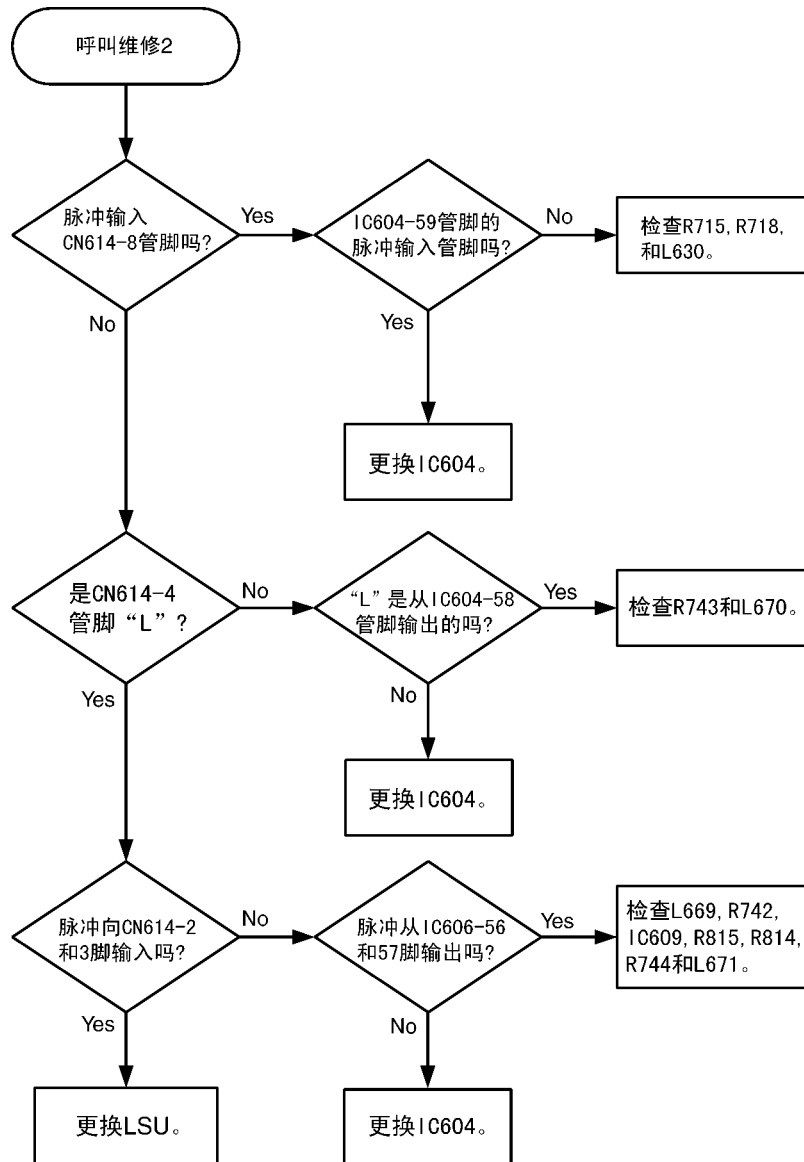 呼叫维修2
脉冲输入
CN614-8管脚吗?
Yes
IC604-59管脚的
脉冲输入管脚吗?
No
检查R715, R718,
和L630。
No
Yes
更换IC604。
是CN614-4
管脚“L”?
No
“L”是从IC604-58
管脚输出的吗?
Yes
检查R743和L670。
Yes
No
更换IC604。
脉冲向CN614-2
和3脚输入吗?
No
脉冲从IC606-56
和57脚输出吗?
Yes
检查L669, R742,
IC609, R815, R814,
R744和L671。
Yes
No
更换LSU。
更换IC604。